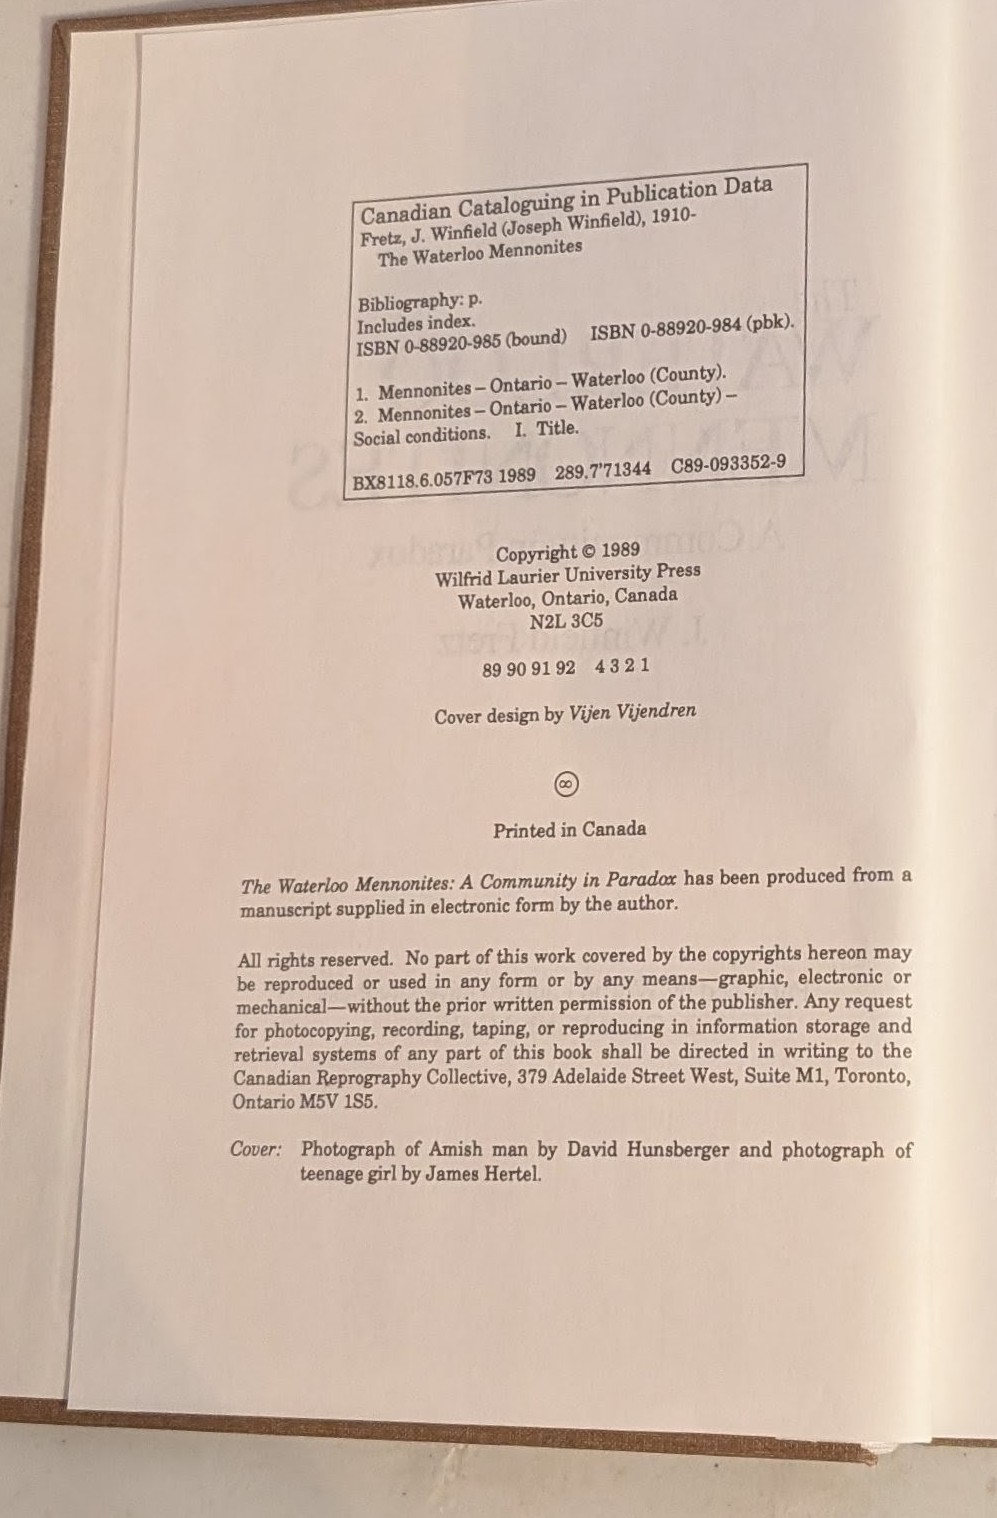 Canadian Cataloguing in Publication Data
Fretz, J. Winfield (Joseph Winfield), 1910-
The Waterloo Mennonites
Bibliography: p.
Includes index.
ISBN 0-88920-985 (bound) ISBN 0-88920-984 (pbk).
1. Mennonites – Ontario – Waterloo (County).
2. Mennonites – Ontario – Waterloo (County) –
Social conditions. I. Title.
BX8118.6.057F73 1989 289.7'71344 C89-093352-9
Copyright © 1989
Wilfrid Laurier University Press
Waterloo, Ontario, Canada
N2L 3C5
89 90 91 92 4 3 2 1
Cover design by Vijen Vijendren
∞
Printed in Canada
The Waterloo Mennonites: A Community in Paradox has been produced from a
manuscript supplied in electronic form by the author.
All rights reserved. No part of this work covered by the copyrights hereon may
be reproduced or used in any form or by any means—graphic, electronic or
mechanical—without the prior written permission of the publisher. Any request
for photocopying, recording, taping, or reproducing in information storage and
retrieval systems of any part of this book shall be directed in writing to the
Canadian Reprography Collective, 379 Adelaide Street West, Suite M1, Toronto,
Ontario M5V 1S5.
Cover: Photograph of Amish man by David Hunsberger and photograph of
teenage girl by James Hertel.